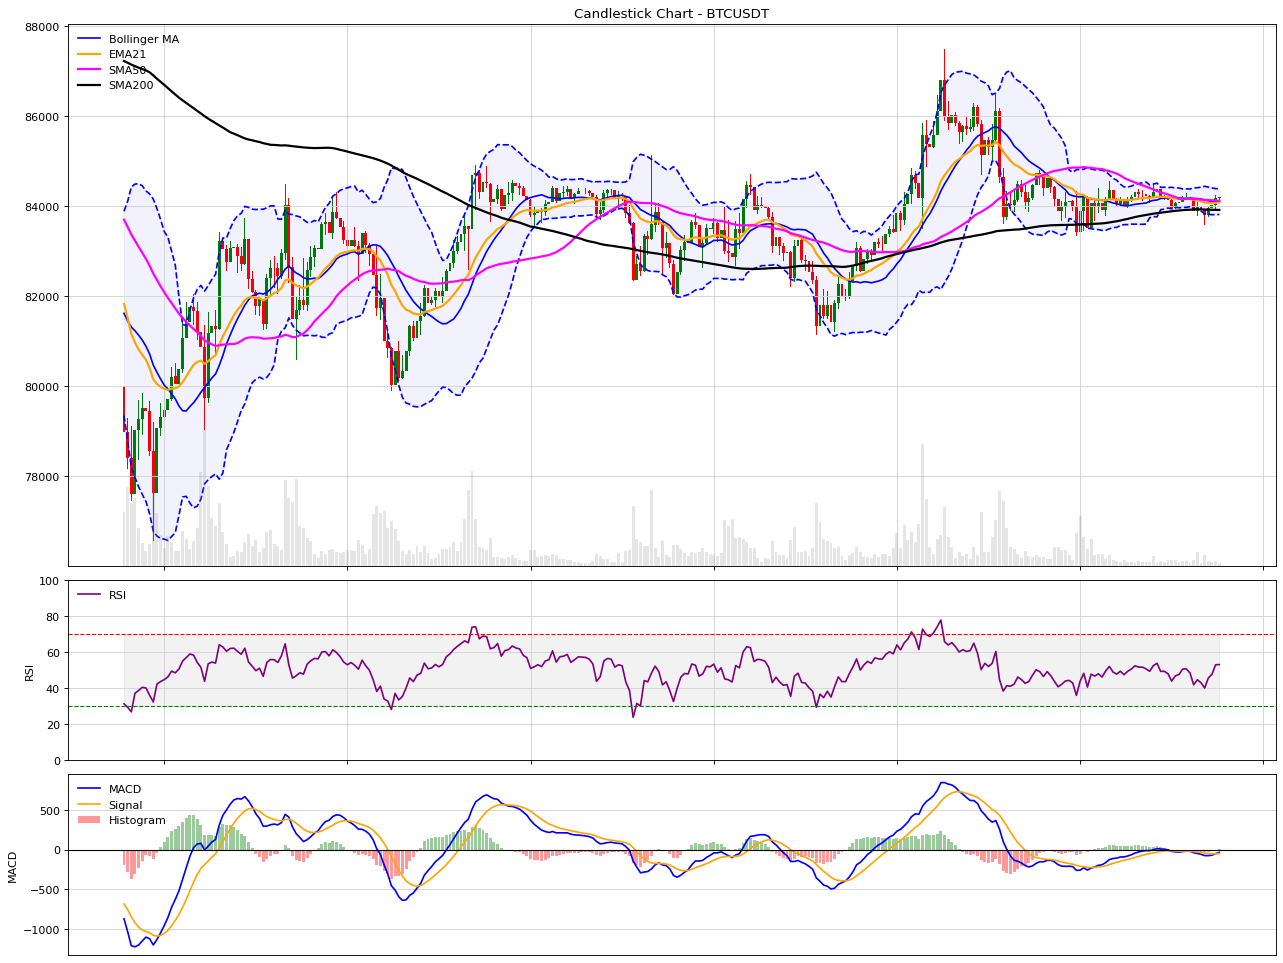 Candlestick Chart - BTCUSDT
88000
86000
84000
82000
80000
78000
Bollinger MA
EMA21
SMA50
SMA200
100
80
60
40
20
0
RSI
RSI
500
0
−500
−1000
MACD
MACD
Signal
Histogram